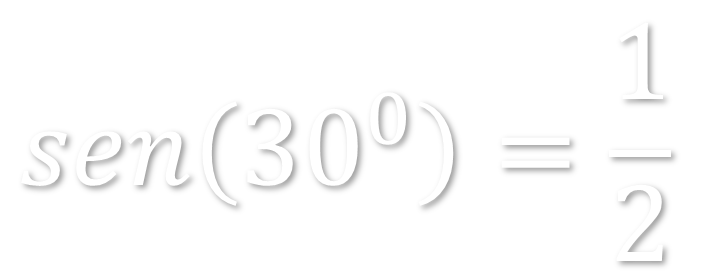 sen(30⁰) = 1/2